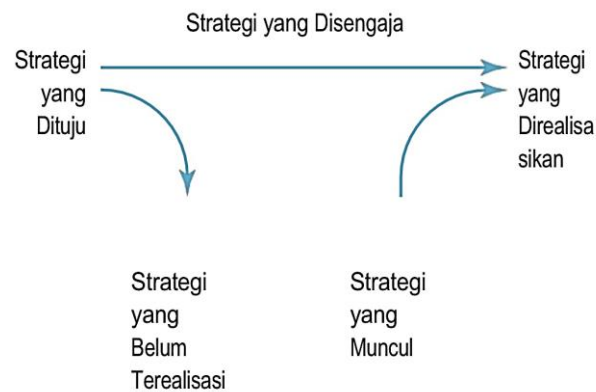 Strategi yang Disengaja
Strategi
yang
Dituju
Strategi
yang
Direalisa
sikan
Strategi
yang
Belum
Terealisasi
Strategi
yang
Muncul